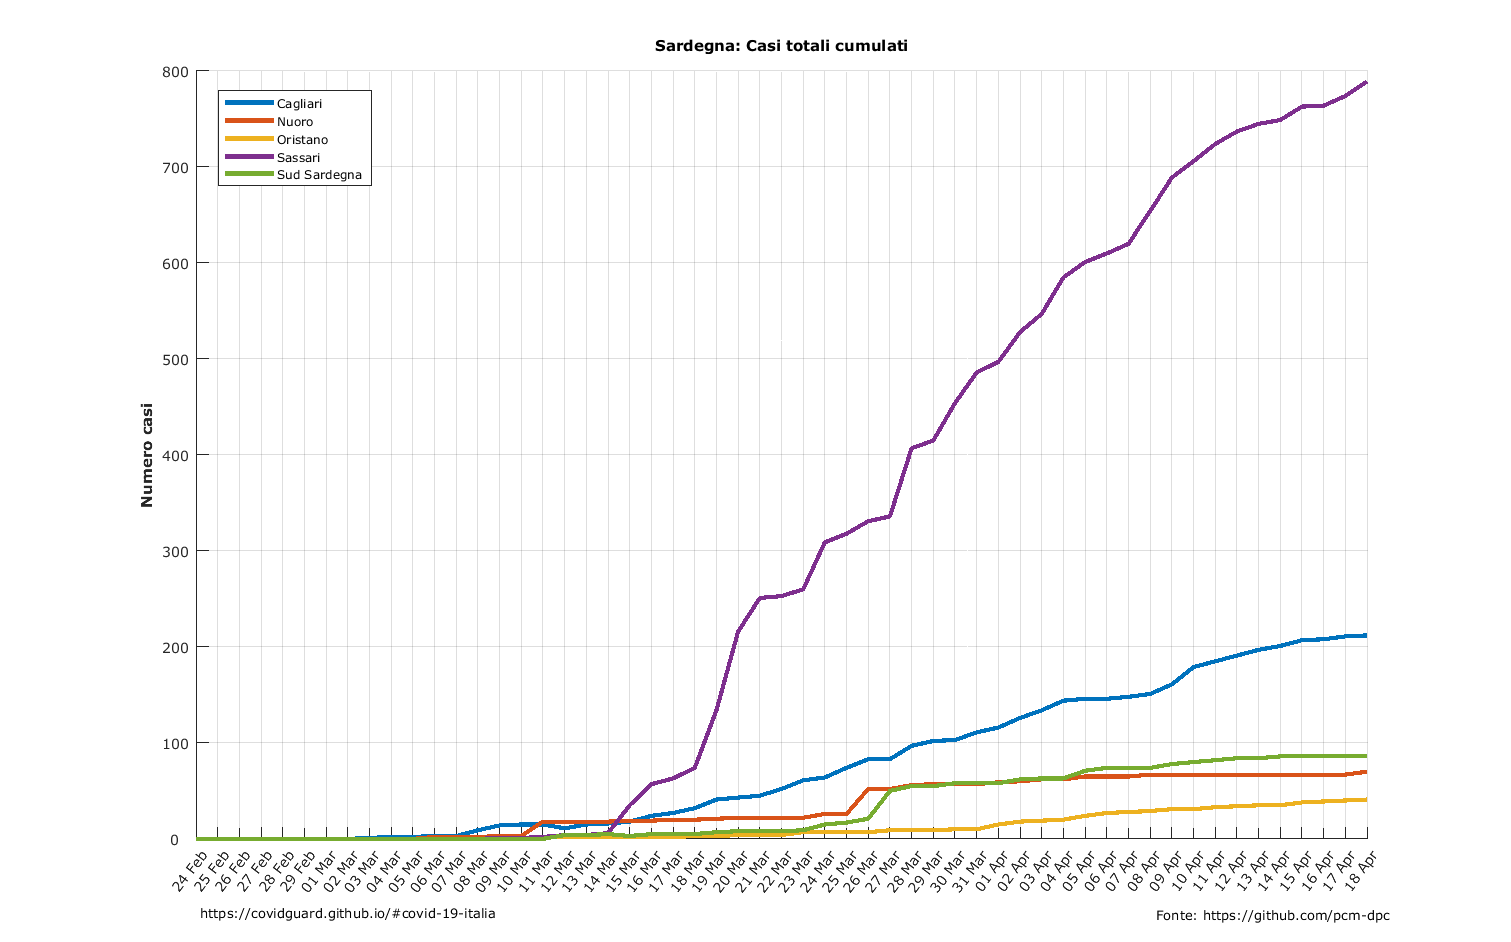 Sardegna: Casi totali cumulati
800
700
600
500
400
300
200
100
0
Numero casi
Cagliari
Nuoro
Oristano
Sassari
Sud Sardegna
24 Feb
25 Feb
26 Feb
27 Feb
28 Feb
29 Feb
01 Mar
02 Mar
03 Mar
04 Mar
05 Mar
06 Mar
07 Mar
08 Mar
09 Mar
10 Mar
11 Mar
12 Mar
13 Mar
14 Mar
15 Mar
16 Mar
17 Mar
18 Mar
19 Mar
20 Mar
21 Mar
22 Mar
23 Mar
24 Mar
25 Mar
26 Mar
27 Mar
28 Mar
29 Mar
30 Mar
31 Mar
01 Apr
02 Apr
03 Apr
04 Apr
05 Apr
06 Apr
07 Apr
08 Apr
09 Apr
10 Apr
11 Apr
12 Apr
13 Apr
14 Apr
15 Apr
16 Apr
17 Apr
18 Apr
https://covidguard.github.io/#covid-19-italia
Fonte: https://github.com/pcm-dpc